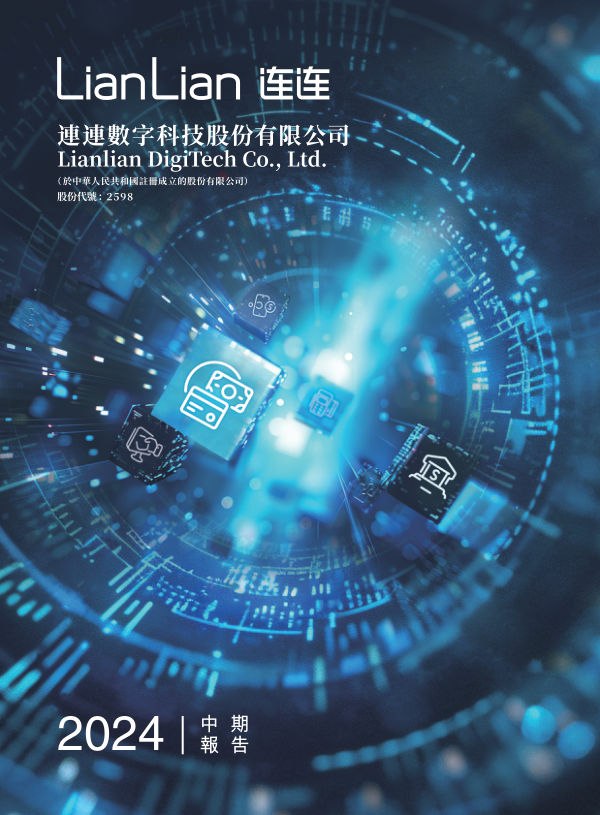 LianLian 连连
連連數字科技股份有限公司
Lianlian DigiTech Co., Ltd.
（於中華人民共和國註冊成立的股份有限公司）
股份代號：2598
2024 中期報告